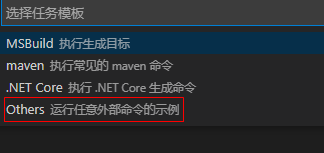 选择任务模板
MSBuild 执行生成目标
maven 执行常见的 maven 命令
.NET Core 执行 .NET Core 生成命令
Others 运行任意外部命令的示例